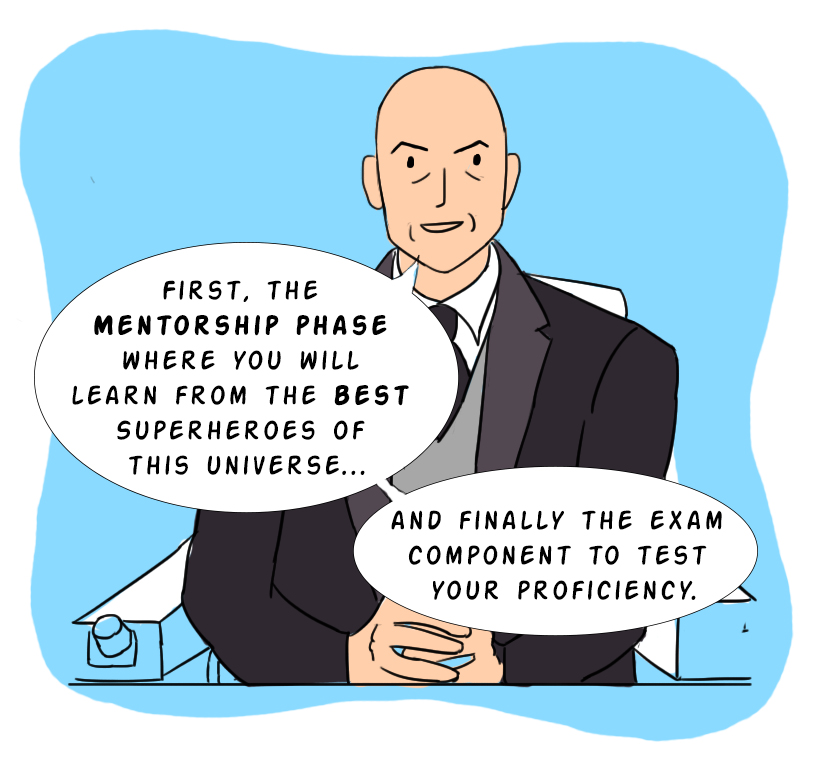 FIRST, THE
MENTORSHIP PHASE
WHERE YOU WILL
LEARN FROM THE BEST
SUPERHEROES OF
THIS UNIVERSE...
AND FINALLY THE EXAM
COMPONENT TO TEST
YOUR PROFICIENCY.